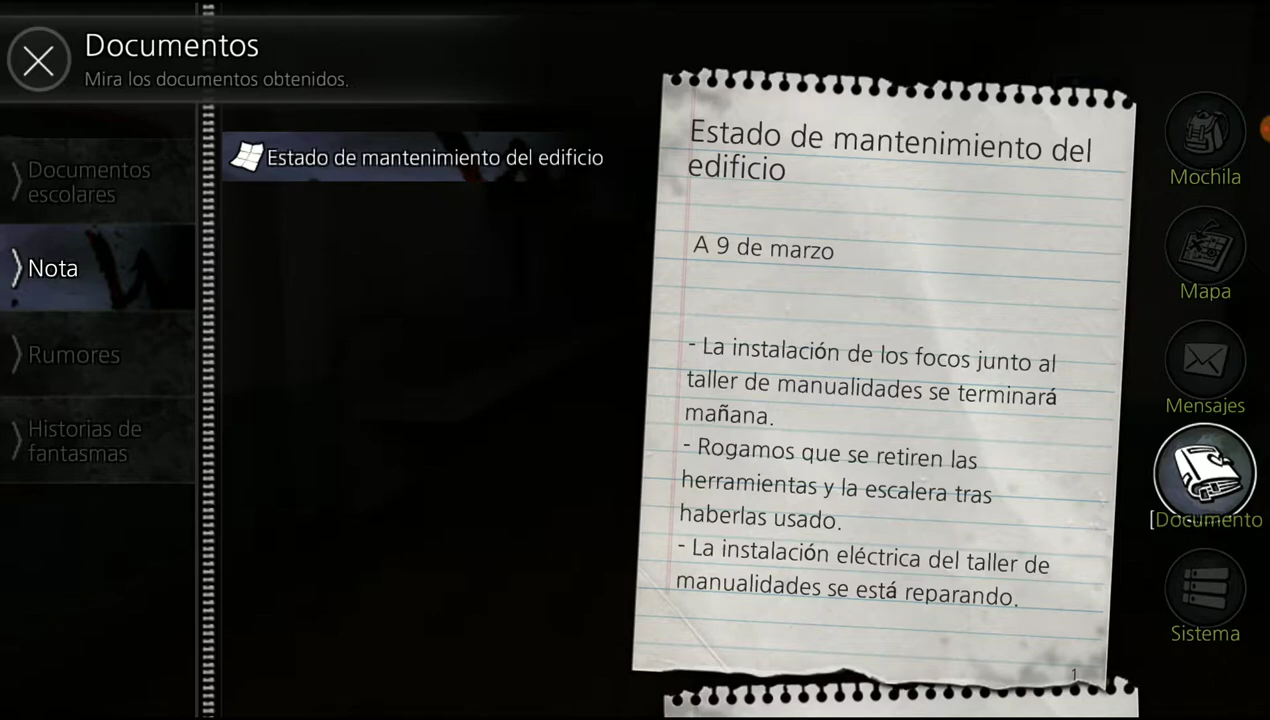 Documentos
Mira los documentos obtenidos.
Documentos
escolares
Nota
Rumores
Historias de
fantasmas
Estado de mantenimiento del edificio
Estado de mantenimiento del
edificio
A 9 de marzo
- La instalación de los focos junto al
taller de manualidades se terminará
mañana.
- Rogamos que se retiren las
herramientas y la escalera tras
haberlas usado.
- La instalación eléctrica del taller de
manualidades se está reparando.
1
Mochila
Mapa
Mensajes
[Documento
Sistema